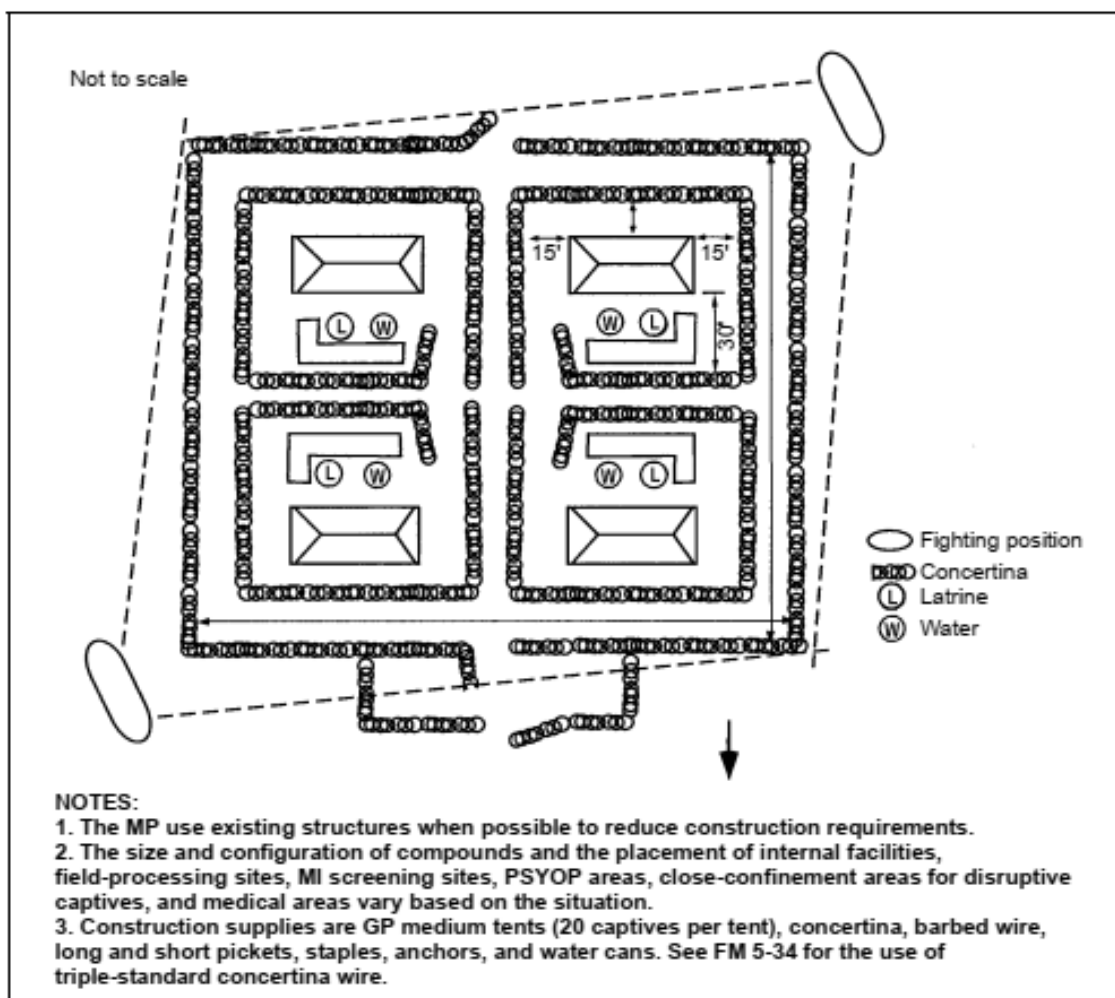 Not to scale
15'
15'
30'
L
W
W
L
L
W
W
L
Fighting position
Concertina
L
Latrine
W
Water
NOTES:
1. The MP use existing structures when possible to reduce construction requirements.
2. The size and configuration of compounds and the placement of internal facilities,
field-processing sites, MI screening sites, PSYOP areas, close-confinement areas for disruptive
captives, and medical areas vary based on the situation.
3. Construction supplies are GP medium tents (20 captives per tent), concertina, barbed wire,
long and short pickets, staples, anchors, and water cans. See FM 5-34 for the use of
triple-standard concertina wire.